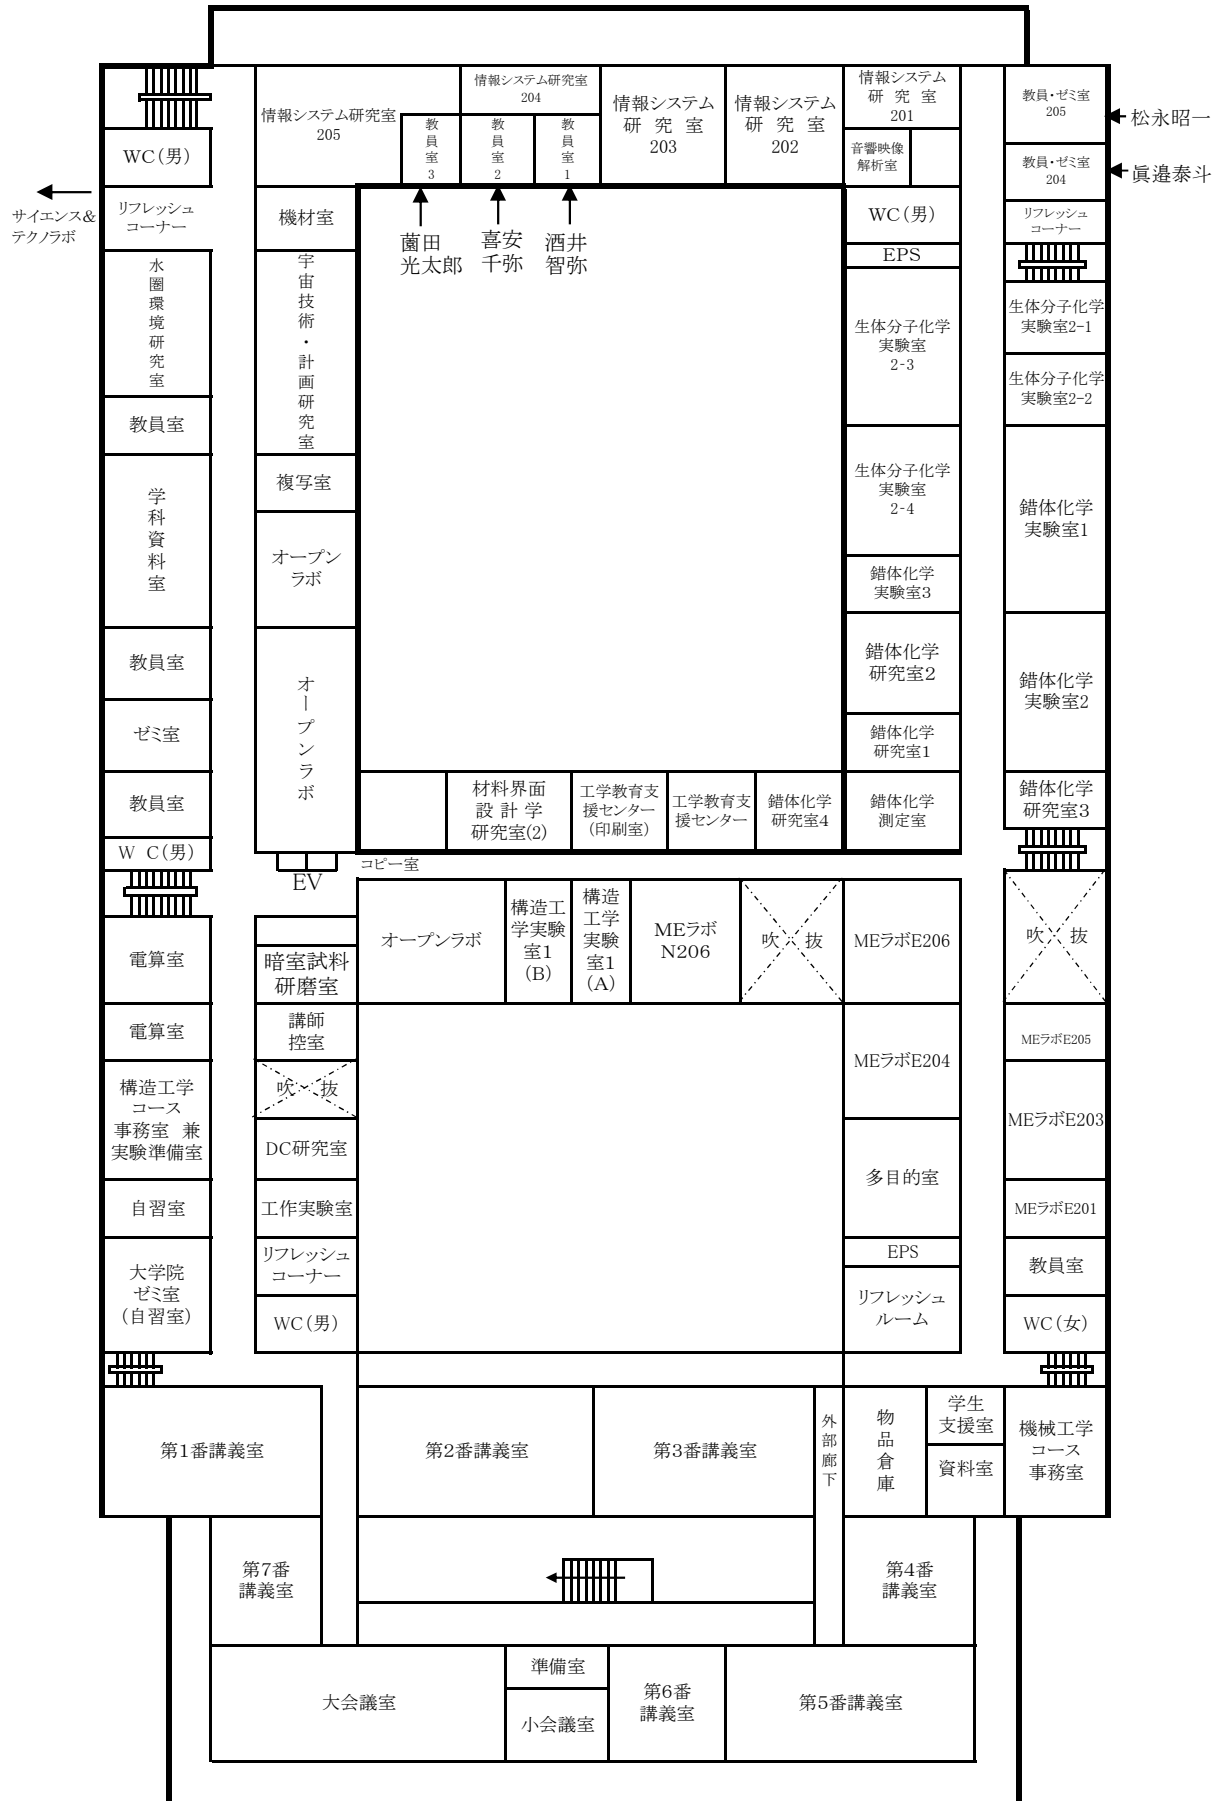 情報システム研究室
205
情報システム研究室
204
教員室3
教員室2
教員室1
情報システム
研究室
203
情報システム
研究室
202
情報システム
研究室
201
音響映像
解析室
教員・ゼミ室
205
松永昭一
教員・ゼミ室
204
眞邉泰斗
WC(男)
サイエンス&
テクノラボ
リフレッシュ
コーナー
機材室
薗田
光太郎
喜安
千弥
酒井
智弥
WC(男)
リフレッシュ
コーナー
EPS
水圏環境研究室
宇宙技術・計画研究室
生体分子化学
実験室
2-3
生体分子化学
実験室2-1
生体分子化学
実験室2-2
教員室
複写室
生体分子化学
実験室
2-4
学科資料室
オープン
ラボ
錯体化学
実験室1
錯体化学
実験室3
教員室
オープンラボ
錯体化学
研究室2
錯体化学
実験室2
ゼミ室
錯体化学
研究室1
教員室
材料界面
設計学
研究室(2)
工学教育支
援センター
(印刷室)
工学教育支
援センター
錯体化学
研究室4
錯体化学
測定室
錯体化学
研究室3
W C(男)
EV
コピー室
電算室
暗室試料
研磨室
オープンラボ
構造工
学実験
室1
(B)
構造
工学
実験
室1
(A)
MEラボ
N206
吹 抜
MEラボE206
吹 抜
電算室
講師
控室
MEラボE204
MEラボE205
構造工学
コース
事務室 兼
実験準備室
吹 抜
MEラボE203
DC研究室
多目的室
自習室
工作実験室
MEラボE201
大学院
ゼミ室
(自習室)
リフレッシュ
コーナー
EPS
教員室
WC(男)
リフレッシュ
ルーム
WC(女)
第1番講義室
第2番講義室
第3番講義室
外部廊下
物品倉庫
学生
支援室
資料室
機械工学
コース
事務室
第7番
講義室
第4番
講義室
大会議室
準備室
小会議室
第6番
講義室
第5番講義室